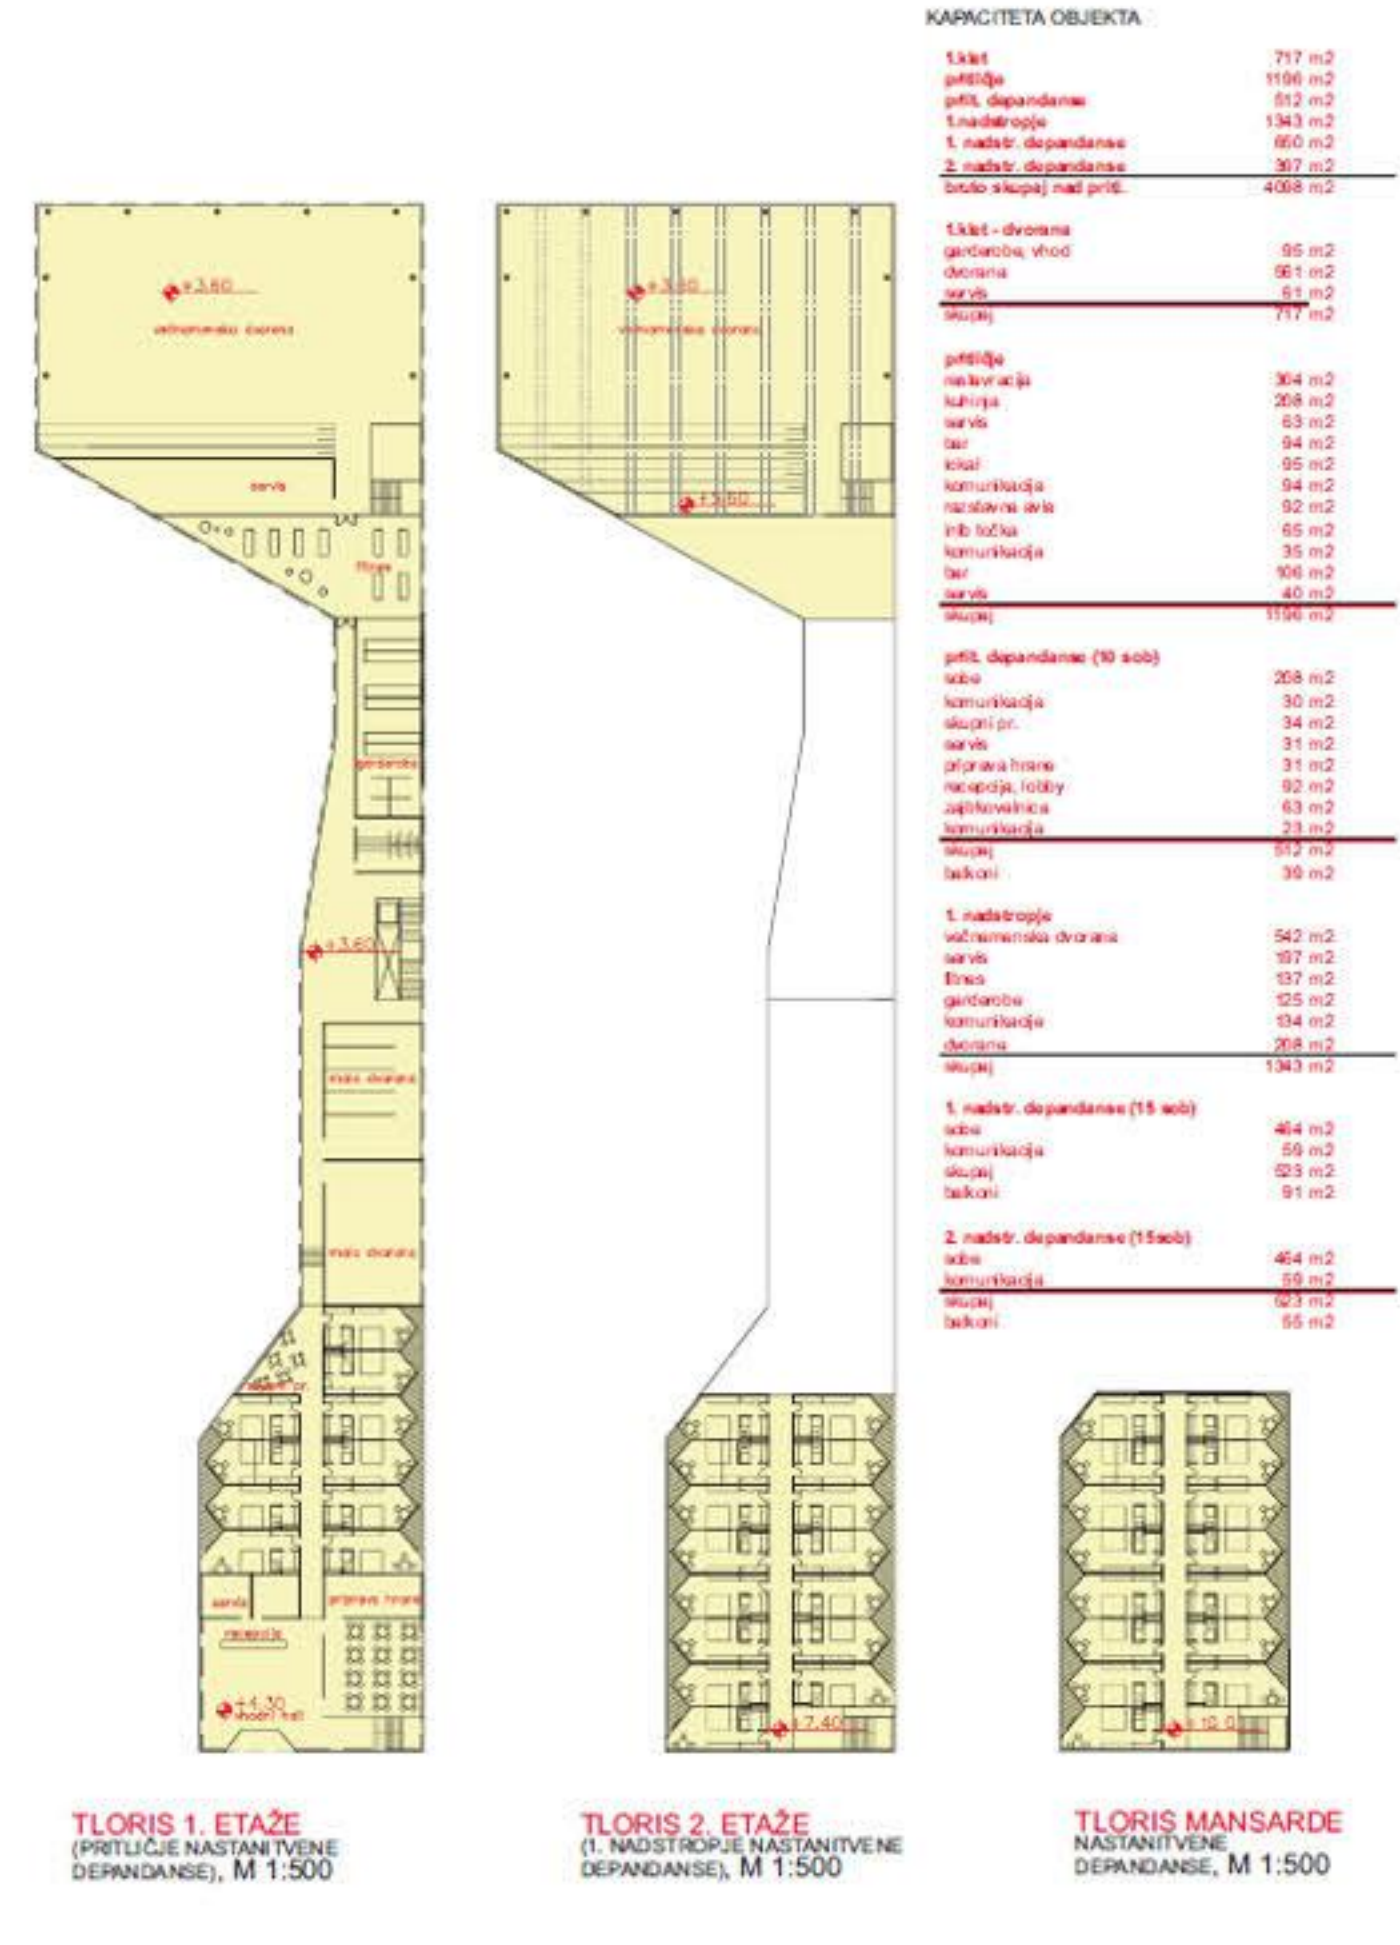 KAPACITETA OBJEKTA
1.klet 717 m2
pritličje 1196 m2
prilt. depandanse 512 m2
1.nadstropje 1343 m2
1. nadstr. depandanse 650 m2
2. nadstr. depandanse 397 m2
bruto skupaj nad pritl. 4098 m2
1.klet - dvorana
garderobe, vhod 95 m2
dvorana 561 m2
servis 61 m2
skupaj 717 m2
pritličje
restavracija 304 m2
kuhinja 208 m2
servis 63 m2
bar 94 m2
lokal 95 m2
komunikacija 94 m2
razstavna avla 92 m2
info točka 65 m2
komunikacija 35 m2
bar 106 m2
servis 40 m2
skupaj 1196 m2
prilt. depandanse (10 sob)
sobe 208 m2
komunikacija 30 m2
skupni pr. 34 m2
servis 31 m2
priprava hrane 31 m2
recepcija, lobby 92 m2
zajtrkovalnica 63 m2
komunikacija 23 m2
skupaj 512 m2
balkoni 39 m2
1. nadstropje
večnamenska dvorana 542 m2
servis 197 m2
fitnes 137 m2
garderobe 125 m2
komunikacije 134 m2
dvorana 208 m2
skupaj 1343 m2
1. nadstr. depandanse (15 sob)
sobe 464 m2
komunikacija 59 m2
skupaj 523 m2
balkoni 91 m2
2. nadstr. depandanse (15sob)
sobe 464 m2
komunikacija 59 m2
skupaj 523 m2
balkoni 55 m2
+3.60
večnamenska dvorana
servis
fitnes
garderoba
+3.60
mala dvorana
mala dvorana
pr.
servis
priprava hrane
recepcija
+4.30
vhodni hall
+3.60
večnamenska dvorana
+5.60
+7.40
TLORIS 1. ETAŽE
(PRITLIČJE NASTANITVENE
DEPANDANSE), M 1:500
TLORIS 2. ETAŽE
(1. NADSTROPJE NASTANITVENE
DEPANDANSE), M 1:500
TLORIS MANSARDE
NASTANITVENE
DEPANDANSE, M 1:500